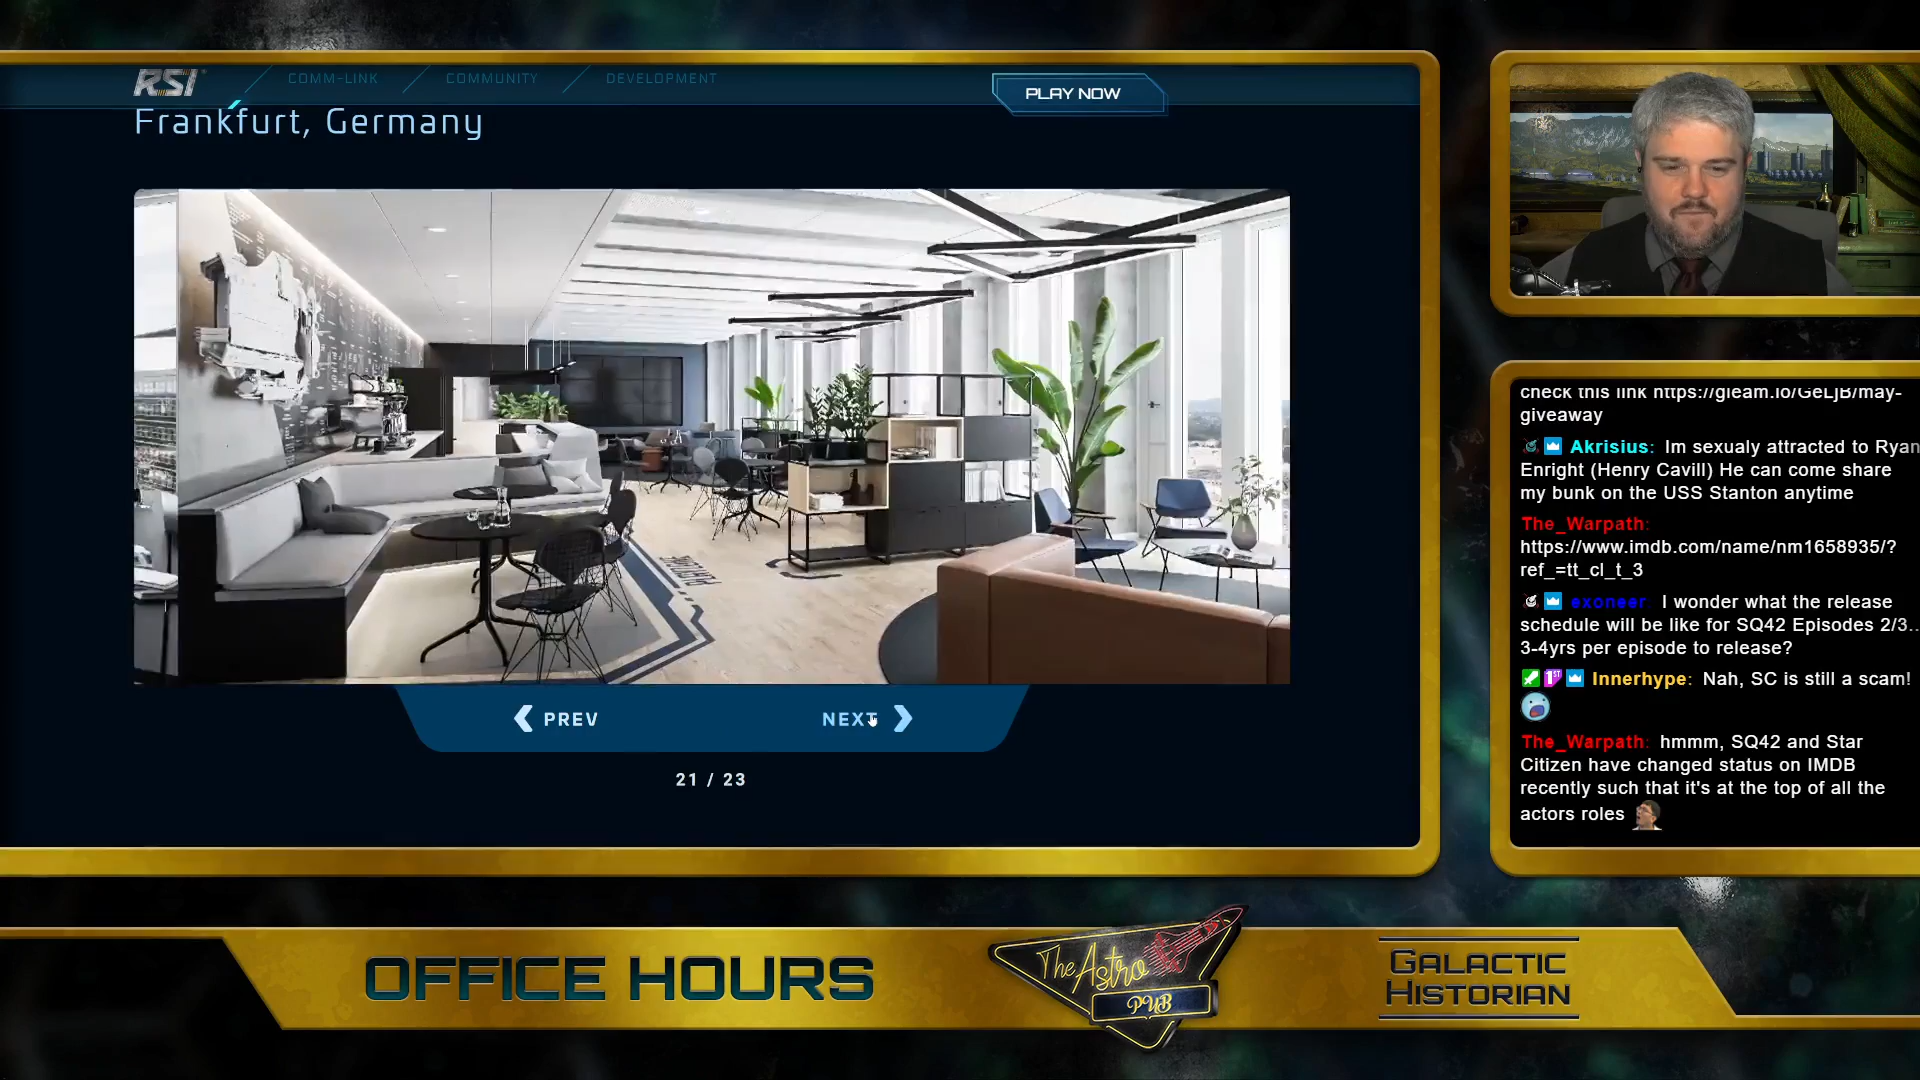 RSI
COMM-LINK
COMMUNITY
DEVELOPMENT
PLAY NOW
Frankfurt, Germany
PREV
NEXT
21 / 23
check this link https://gleam.io/GeLjB/may-
giveaway
Akrisius: Im sexualy attracted to Ryan
Enright (Henry Cavill) He can come share
my bunk on the USS Stanton anytime
The_Warpath:
https://www.imdb.com/name/nm1658935/?
ref_=tt_cl_t_3
exoneer: I wonder what the release
schedule will be like for SQ42 Episodes 2/3..
3-4yrs per episode to release?
Innerhype: Nah, SC is still a scam!
The_Warpath: hmmm, SQ42 and Star
Citizen have changed status on IMDB
recently such that it's at the top of all the
actors roles
OFFICE HOURS
The Astro
PUB
GALACTIC
HISTORIAN